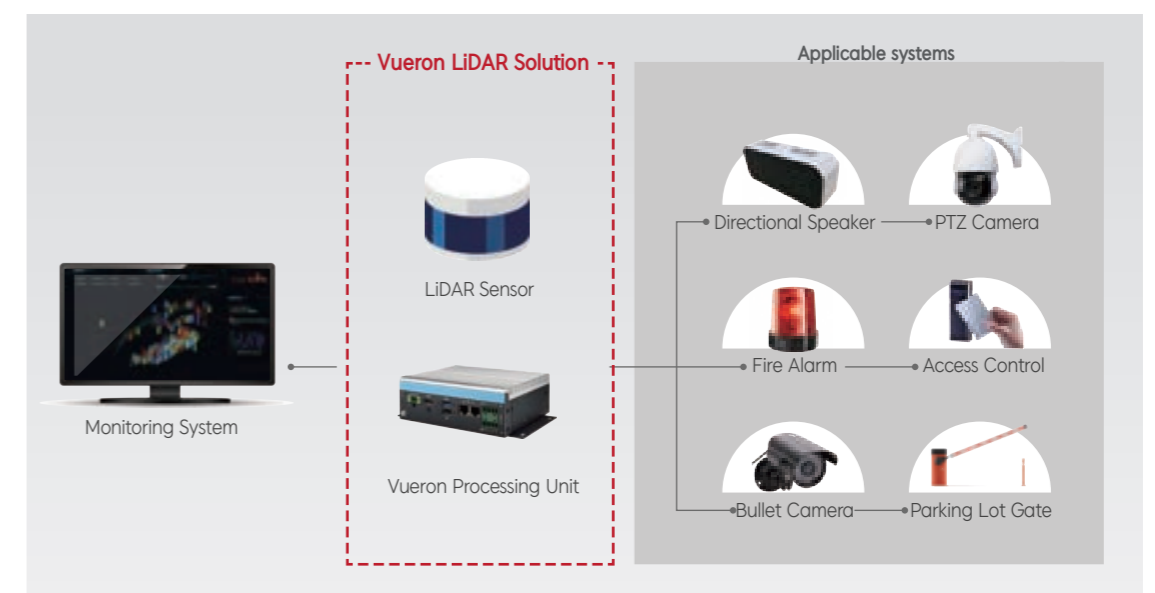 Vueron LiDAR Solution
Applicable systems
LiDAR Sensor
Vueron Processing Unit
Monitoring System
Directional Speaker
PTZ Camera
Fire Alarm
Access Control
Bullet Camera
Parking Lot Gate